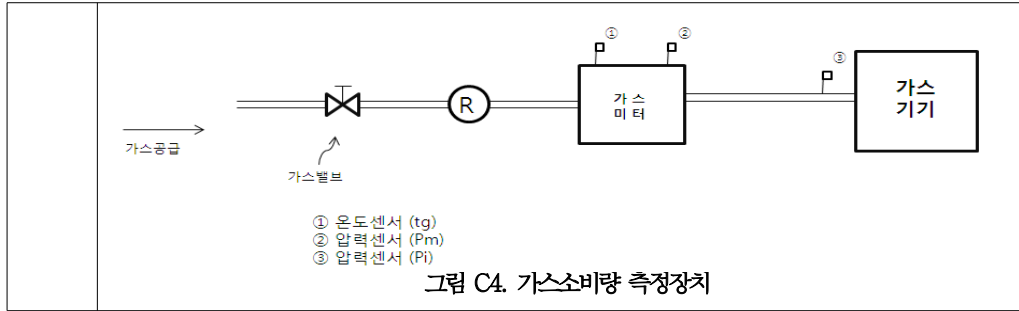 ①
②
③
R
가 스
미 터
가스
기기
가스공급
가스밸브
① 온도센서 (tg)
② 압력센서 (Pm)
③ 압력센서 (Pi)
그림 C4. 가스소비량 측정장치